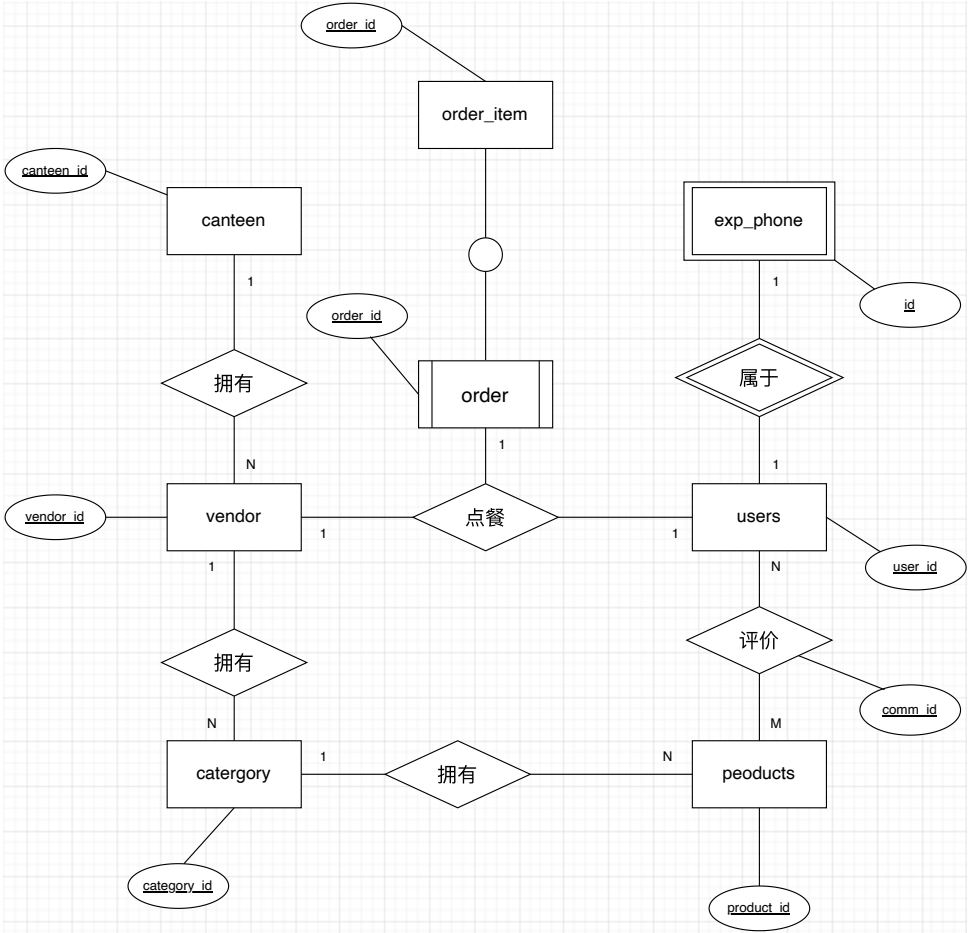 order_id
order_item
canteen_id
canteen
exp_phone
1
1
id
order_id
拥有
属于
order
1
N
1
vendor_id
vendor
点餐
users
1
1
1
N
user_id
评价
拥有
comm_id
N
M
1
N
catergory
拥有
peoducts
category_id
product_id